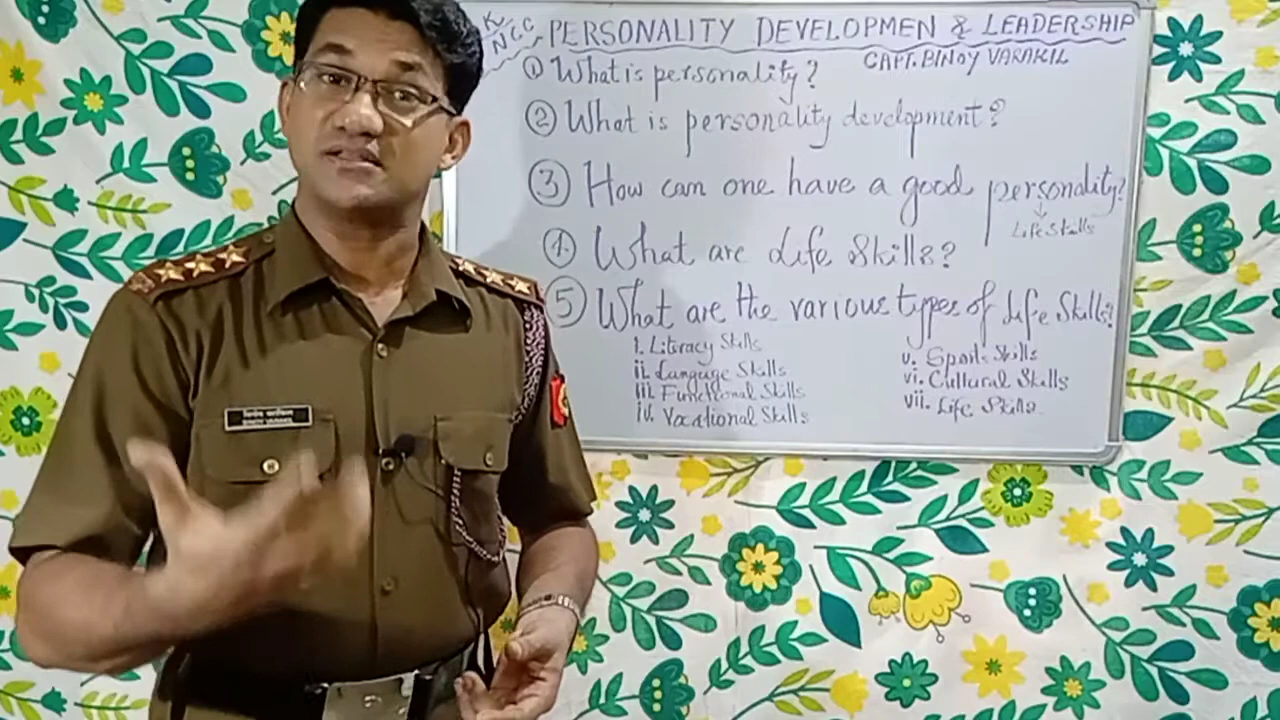 K
NCC
PERSONALITY DEVELOPMEN & LEADERSHIP
CAPT. BINOY VARAKIL
① What is personality?
② What is personality development?
③ How can one have a good personality?
Life Skills
④ What are Life Skills?
⑤ What are the various types of Life Skills?
i. Literacy Skills
ii. Language Skills
iii. Functional Skills
iv. Vocational Skills
v. Sports Skills
vi. Cultural Skills
vii. Life Skills
BINOY VARAKIL